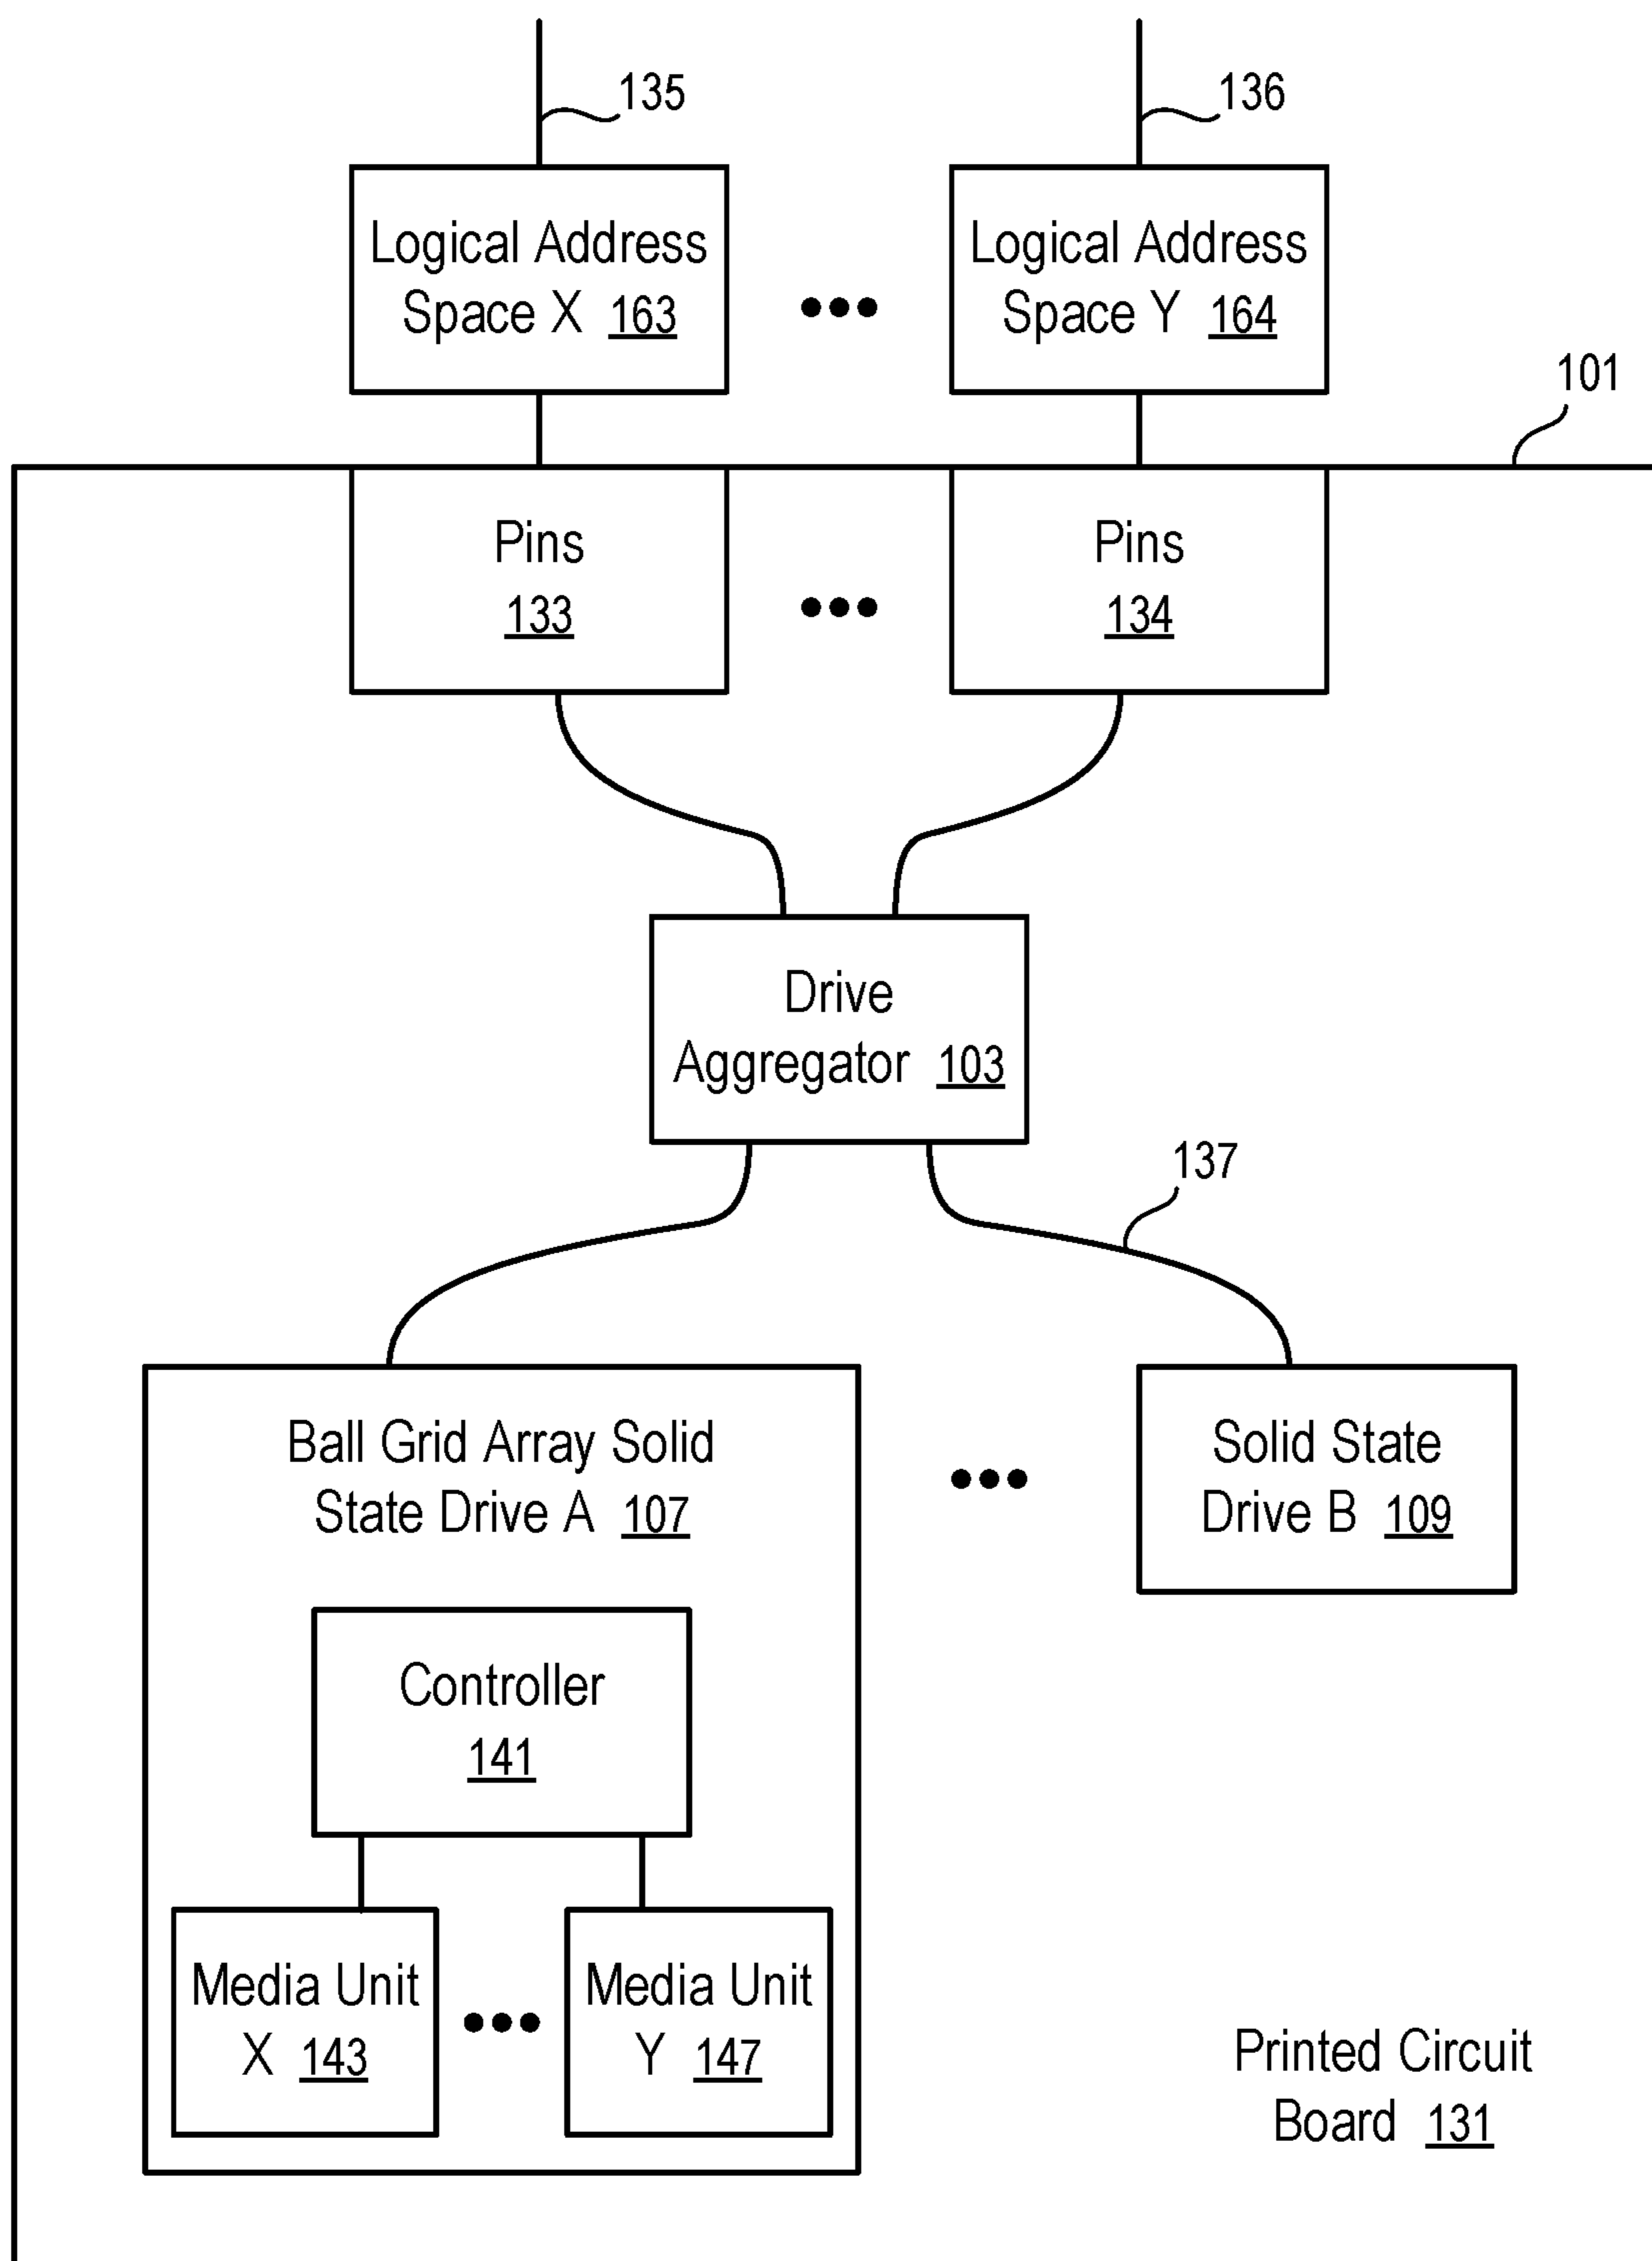 135
136
Logical Address
Space X 163
Logical Address
Space Y 164
101
Pins
133
Pins
134
Drive
Aggregator 103
137
Ball Grid Array Solid
State Drive A 107
Solid State
Drive B 109
Controller
141
Media Unit
X 143
Media Unit
Y 147
Printed Circuit
Board 131